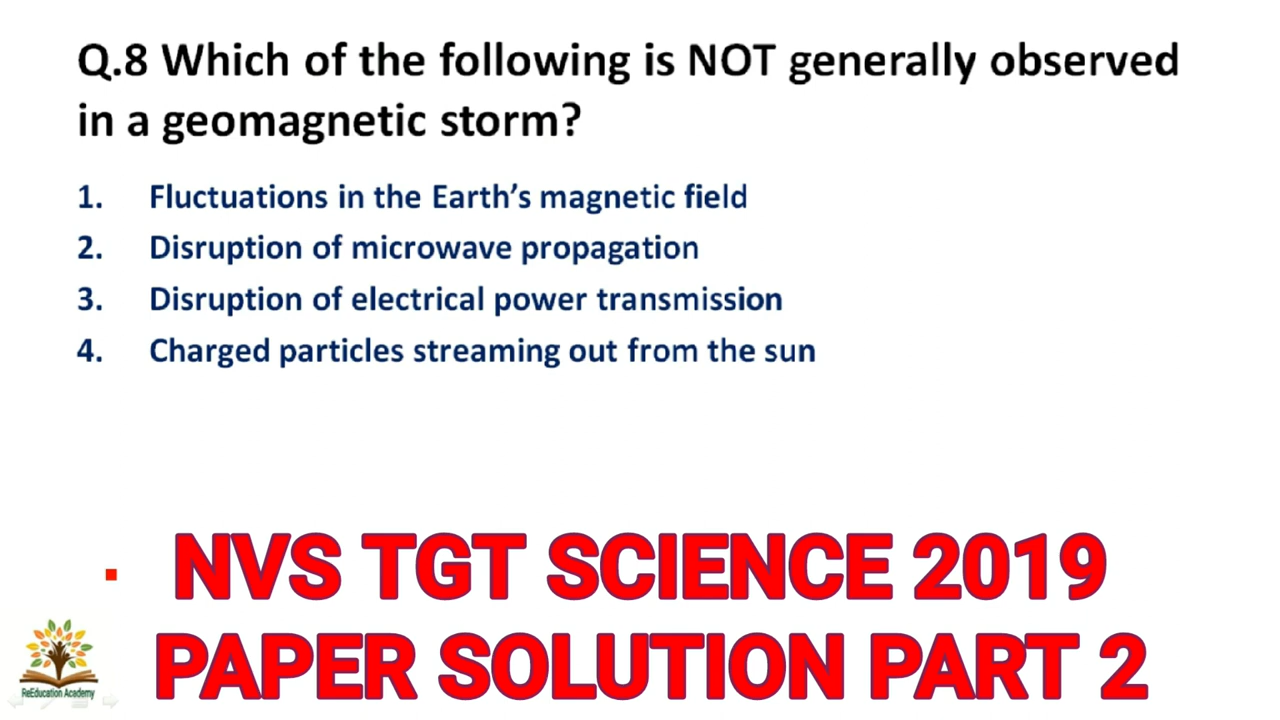 Q.8 Which of the following is NOT generally observed
in a geomagnetic storm?
1. Fluctuations in the Earth's magnetic field
2. Disruption of microwave propagation
3. Disruption of electrical power transmission
4. Charged particles streaming out from the sun
NVS TGT SCIENCE 2019
PAPER SOLUTION PART 2
ReEducation Academy